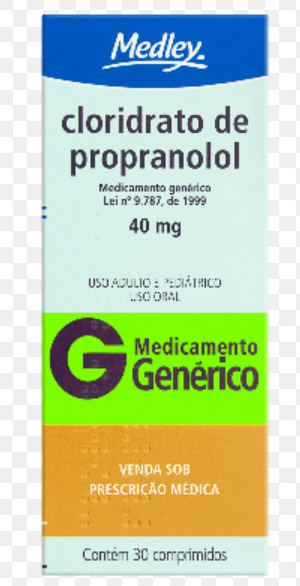 Medley.
cloridrato de
propranolol
Medicamento genérico
Lei nº 9.787, de 1999
40 mg
USO ADULTO E PEDIÁTRICO
USO ORAL
G
Medicamento
Genérico
VENDA SOB
PRESCRIÇÃO MÉDICA
Contém 30 comprimidos